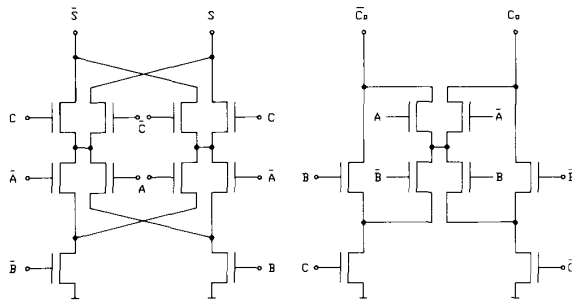 S̅ S C̅o Co
C C̅ C A A̅
A̅ A A̅ B B̅ B B̅
B̅ B C C̅